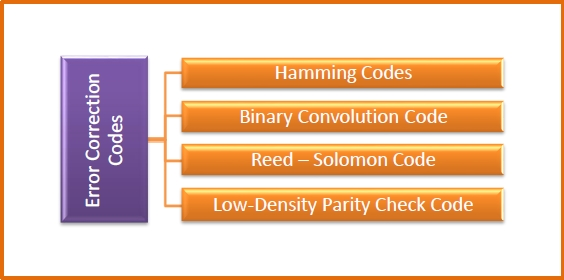 Error Correction
Codes
Hamming Codes
Binary Convolution Code
Reed – Solomon Code
Low-Density Parity Check Code